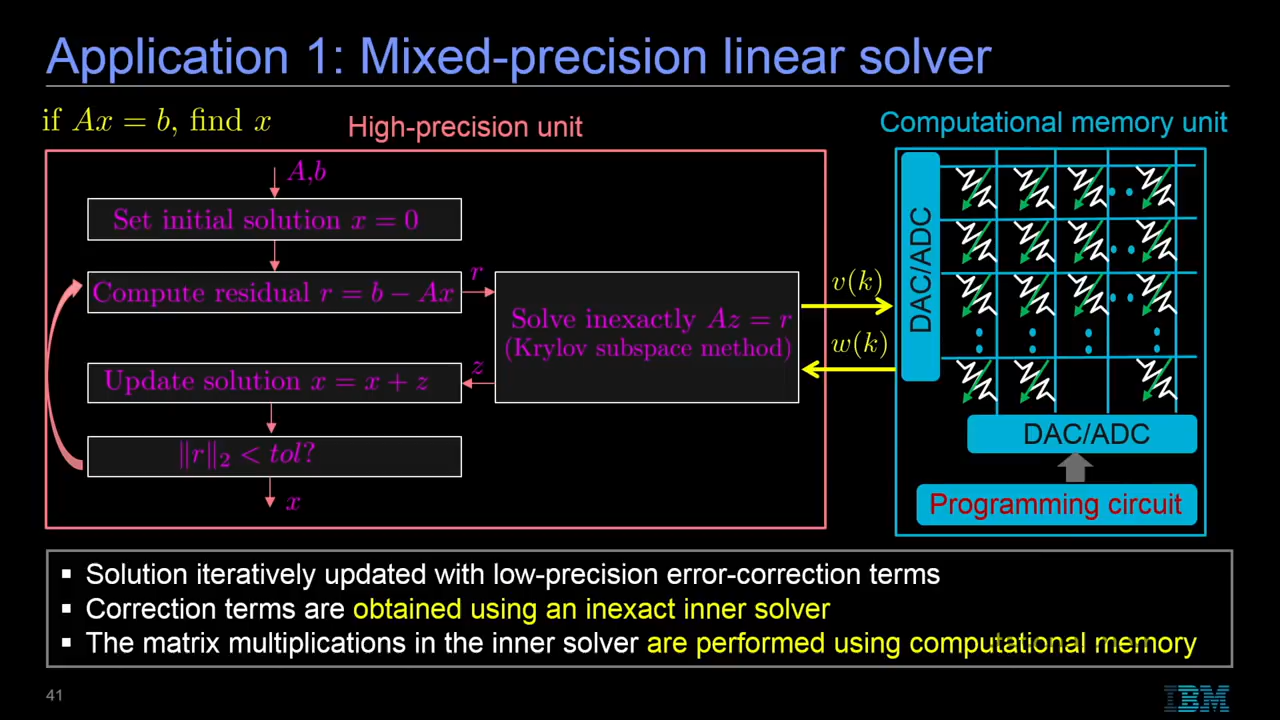 Application 1: Mixed-precision linear solver
if Ax = b, find x
High-precision unit
Computational memory unit
A,b
Set initial solution x = 0
Compute residual r = b − Ax
r
Solve inexactly Az = r
(Krylov subspace method)
v(k)
w(k)
z
Update solution x = x + z
‖r‖₂ < tol?
x
DAC/ADC
DAC/ADC
Programming circuit
▪ Solution iteratively updated with low-precision error-correction terms
▪ Correction terms are obtained using an inexact inner solver
▪ The matrix multiplications in the inner solver are performed using computational memory
41
IBM